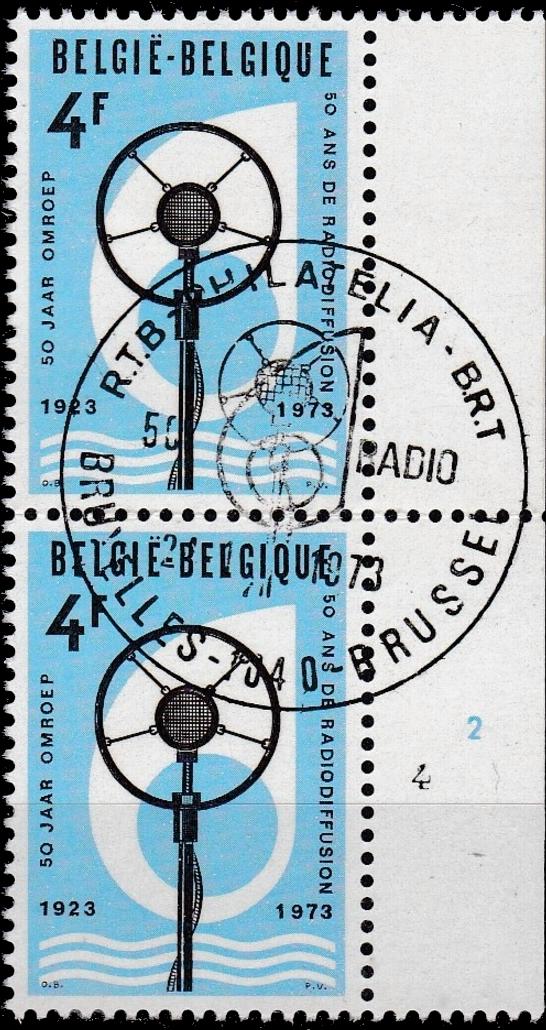 BELGIË-BELGIQUE
4F
50 JAAR OMROEP
50 ANS DE RADIODIFFUSION
1923
1973
O.B.
P.V.
R.T.B. - PHILATÉLIA - B.R.T
50
RADIO
1973
BRUXELLES - 1040 - BRUSSEL
BELGIË-BELGIQUE
4F
50 JAAR OMROEP
50 ANS DE RADIODIFFUSION
1923
1973
O.B.
P.V.
2
4